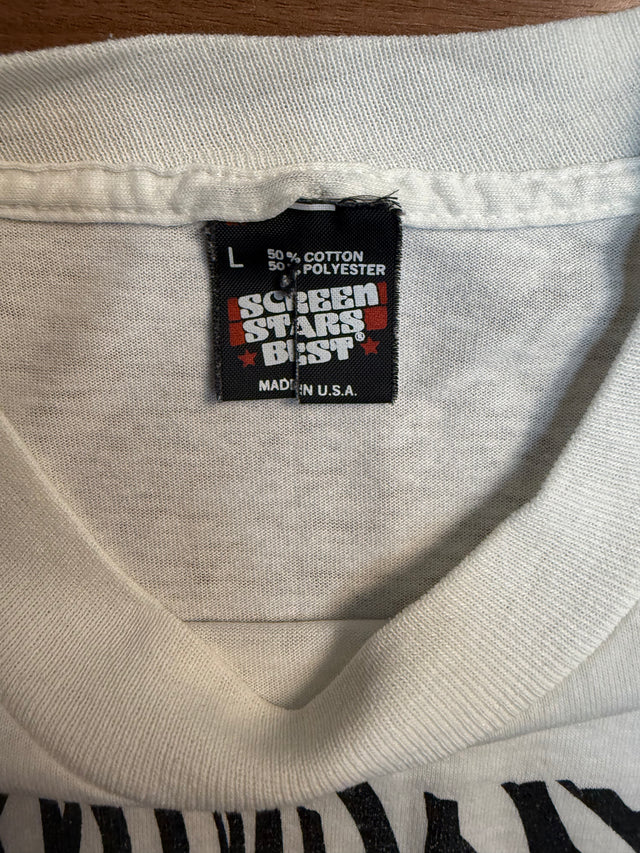 L 50% COTTON
50% POLYESTER
SCREEN
STARS
BEST®
MADE IN U.S.A.